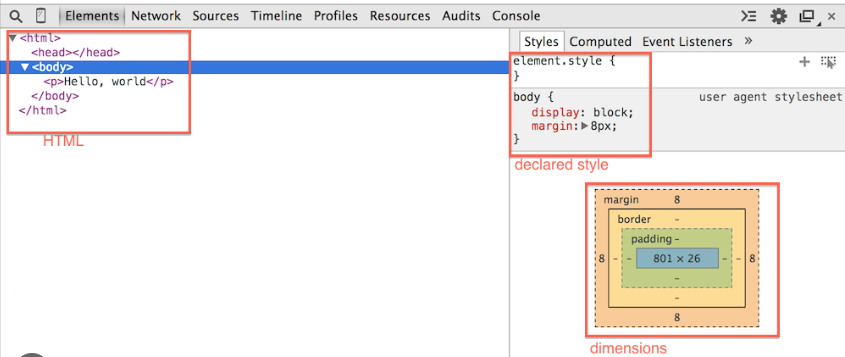 Elements Network Sources Timeline Profiles Resources Audits Console
<html>
<head></head>
<body>
<p>Hello, world</p>
</body>
</html>
HTML
Styles Computed Event Listeners »
element.style {
}
body { user agent stylesheet
display: block;
margin: 8px;
}
declared style
margin 8
border -
padding -
8 - - 801 × 26 - - 8
-
-
8
dimensions